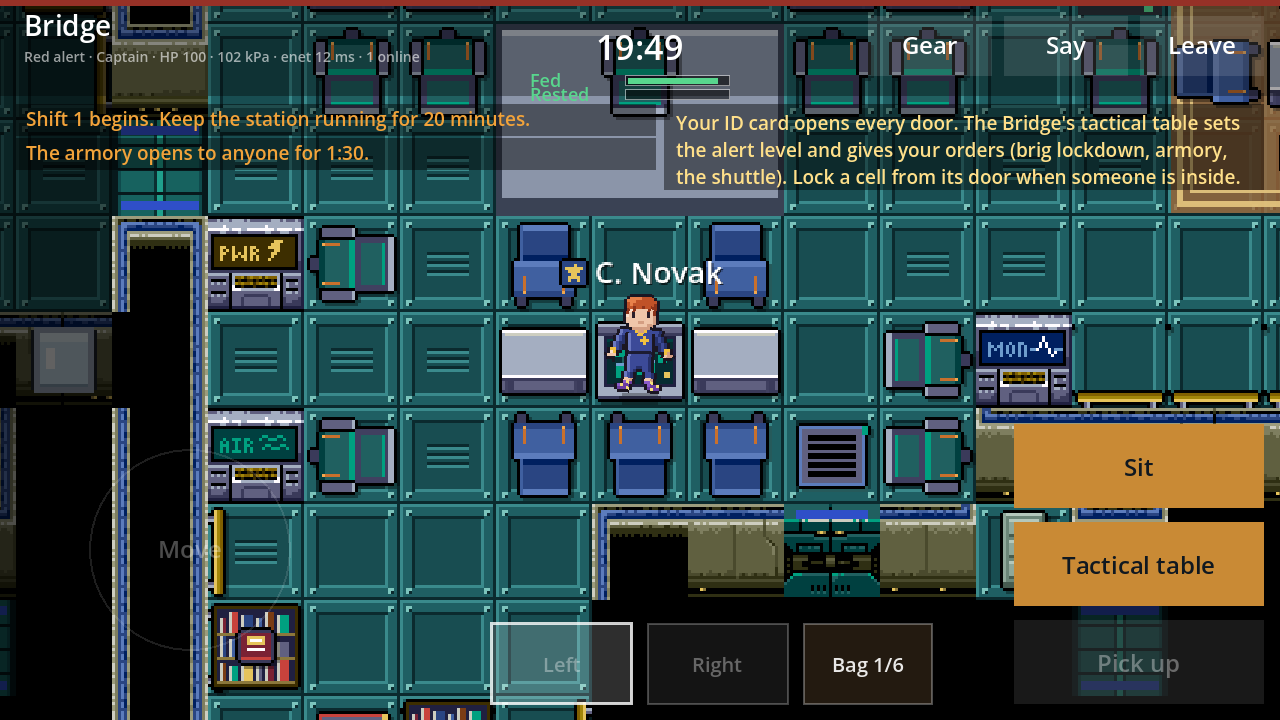 Bridge
Red alert · Captain · HP 100 · 102 kPa · enet 12 ms · 1 online
19:49
Gear
Say
Leave
Fed
Rested
Shift 1 begins. Keep the station running for 20 minutes.
The armory opens to anyone for 1:30.
Your ID card opens every door. The Bridge's tactical table sets
the alert level and gives your orders (brig lockdown, armory,
the shuttle). Lock a cell from its door when someone is inside.
PWR
C. Novak
MON
AIR
Sit
Move
Tactical table
Left
Right
Bag 1/6
Pick up